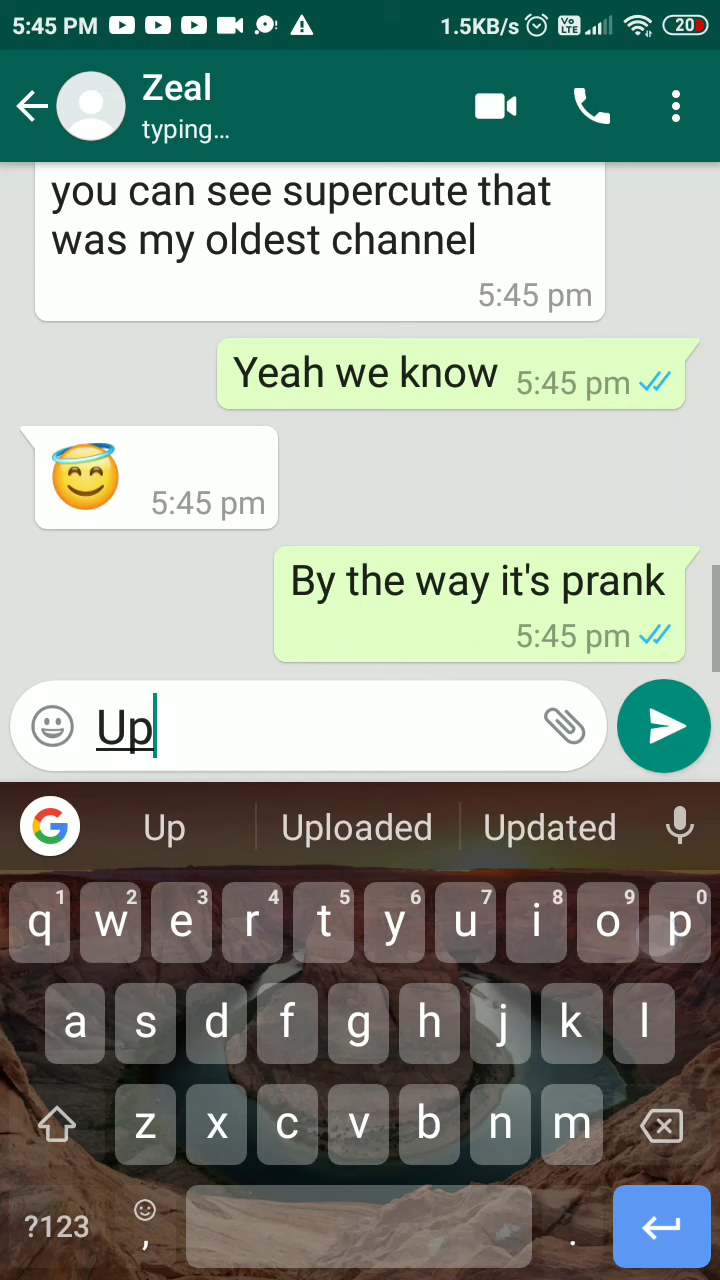 5:45 PM 1.5KB/s Vo LTE 20
Zeal
typing...
you can see supercute that
was my oldest channel
5:45 pm
Yeah we know 5:45 pm
5:45 pm
By the way it's prank
5:45 pm
Up
Up Uploaded Updated
1 2 3 4 5 6 7 8 9 0
q w e r t y u i o p
a s d f g h j k l
z x c v b n m
?123 , .